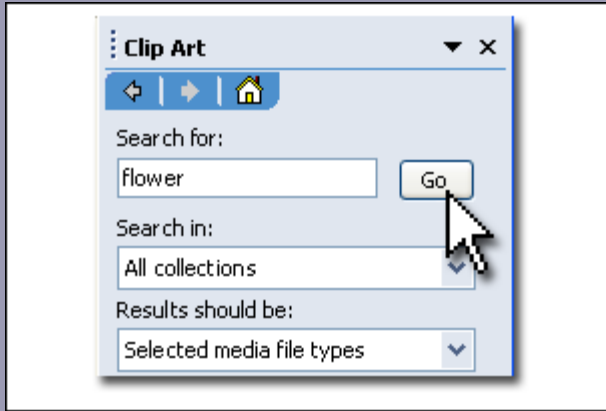 Clip Art
Search for:
flower
Go
Search in:
All collections
Results should be:
Selected media file types